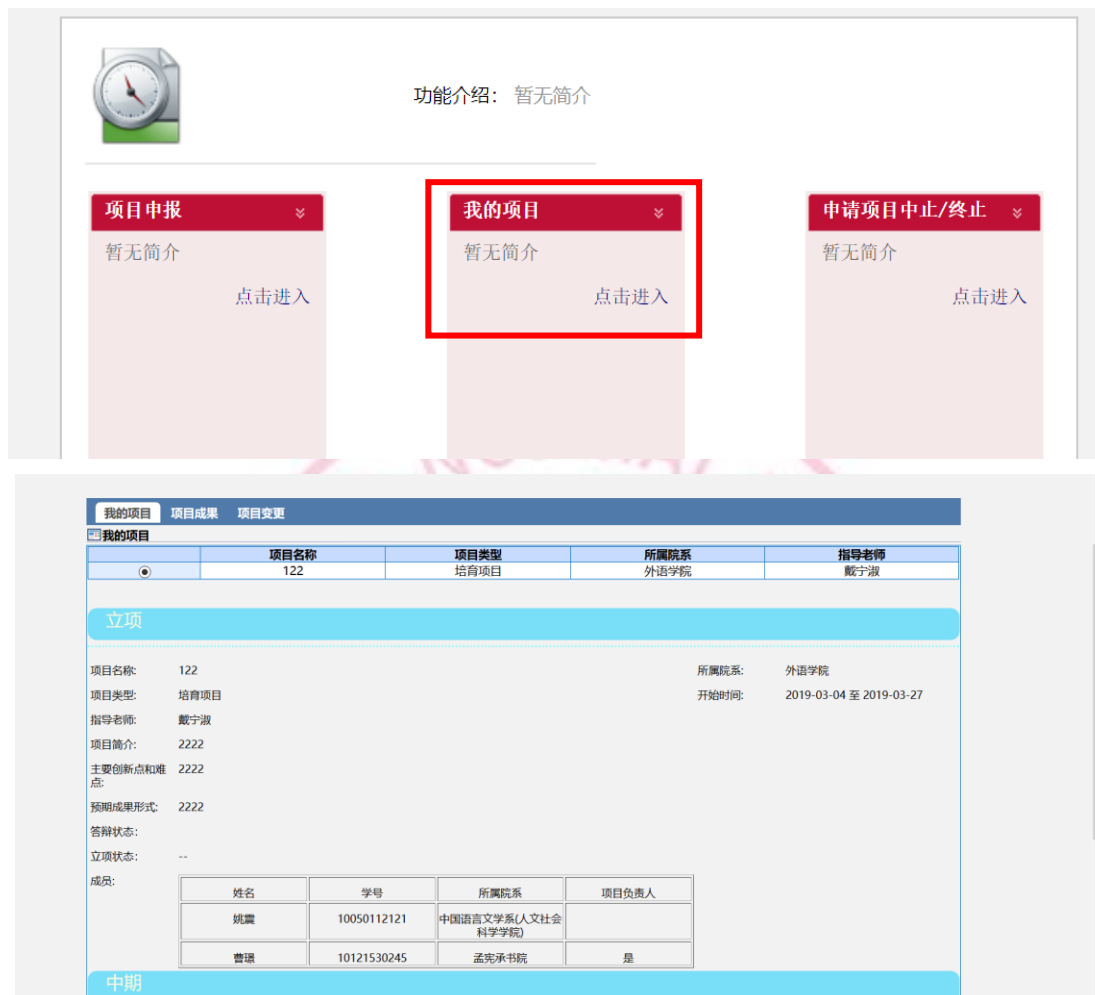 功能介绍： 暂无简介
项目申报 我的项目 申请项目中止/终止
暂无简介 暂无简介 暂无简介
点击进入 点击进入 点击进入
我的项目 项目成果 项目变更
我的项目
项目名称 项目类型 所属院系 指导老师
122 培育项目 外语学院 戴宁淑
立项
项目名称: 122 所属院系: 外语学院
项目类型: 培育项目 开始时间: 2019-03-04 至 2019-03-27
指导老师: 戴宁淑
项目简介: 2222
主要创新点和难 2222
点:
预期成果形式: 2222
答辩状态:
立项状态: --
成员:
姓名 学号 所属院系 项目负责人
姚震 10050112121 中国语言文学系(人文社会
科学学院)
曹璟 10121530245 孟宪承书院 是
中期